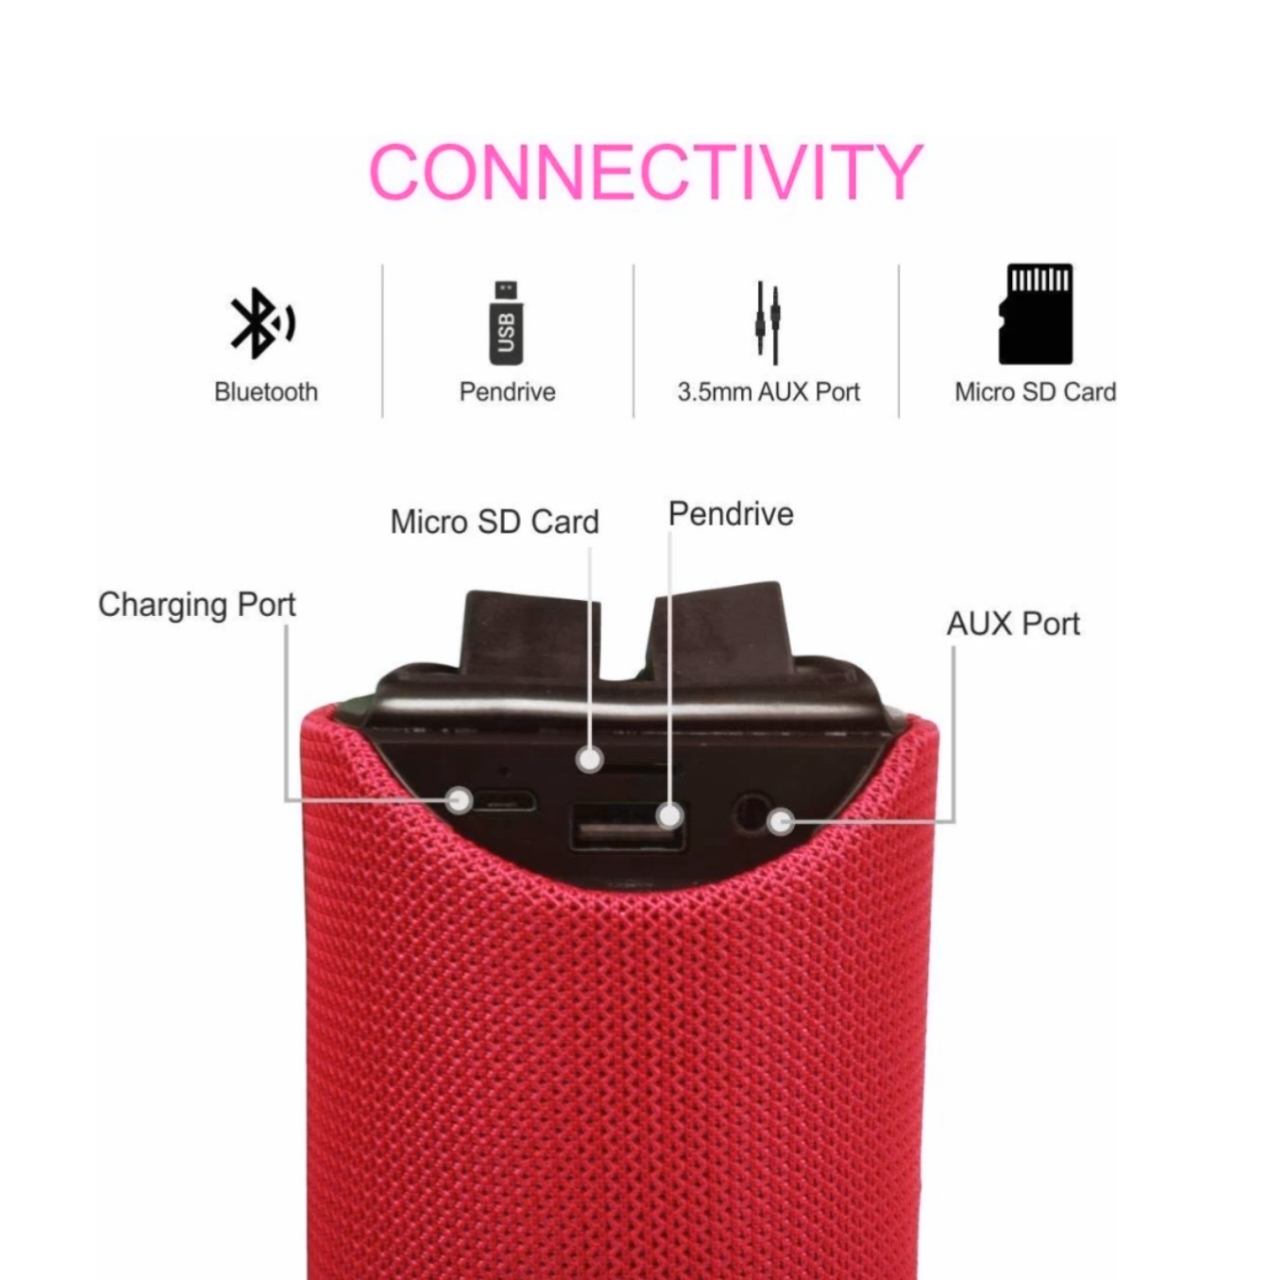 CONNECTIVITY
USB
Bluetooth
Pendrive
3.5mm AUX Port
Micro SD Card
Micro SD Card
Pendrive
Charging Port
AUX Port